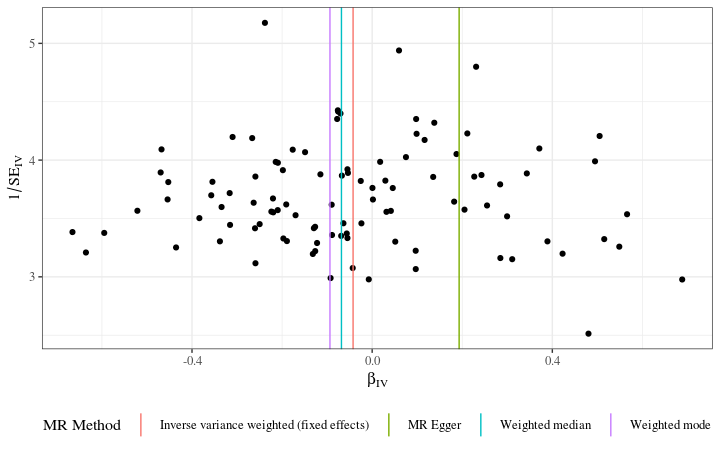 1/SE_IV
5
4
3
-0.4 0.0 0.4
β_IV
MR Method Inverse variance weighted (fixed effects) MR Egger Weighted median Weighted mode